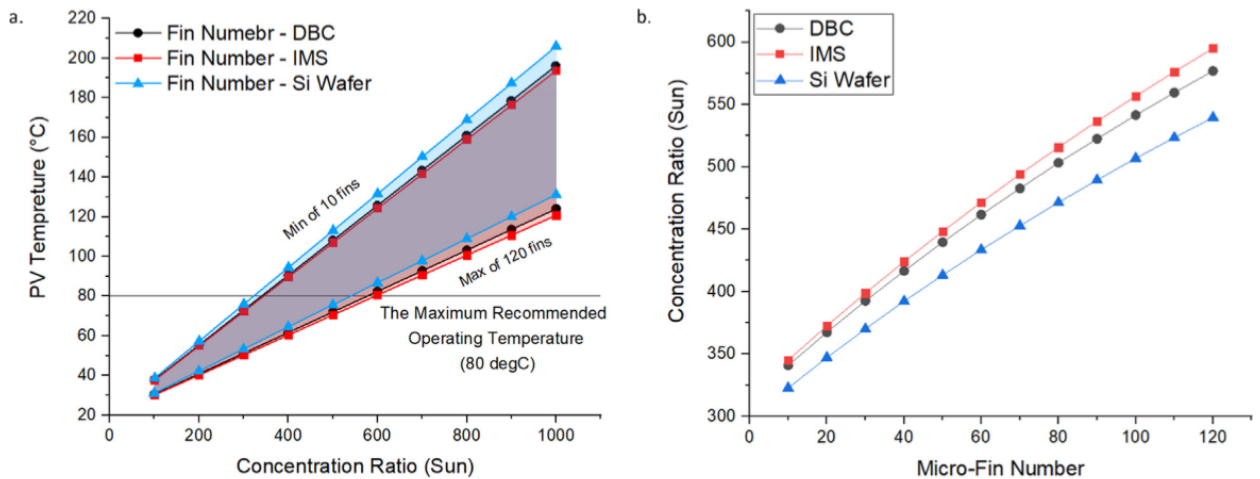 a.
220
200
180
160
140
120
100
80
60
40
20
PV Tempreture (°C)
Fin Numebr - DBC
Fin Number - IMS
Fin Number - Si Wafer
Min of 10 fins
Max of 120 fins
The Maximum Recommended
Operating Temperature
(80 degC)
0 200 400 600 800 1000
Concentration Ratio (Sun)
b.
600
550
500
450
400
350
300
Concentration Ratio (Sun)
DBC
IMS
Si Wafer
0 20 40 60 80 100 120
Micro-Fin Number